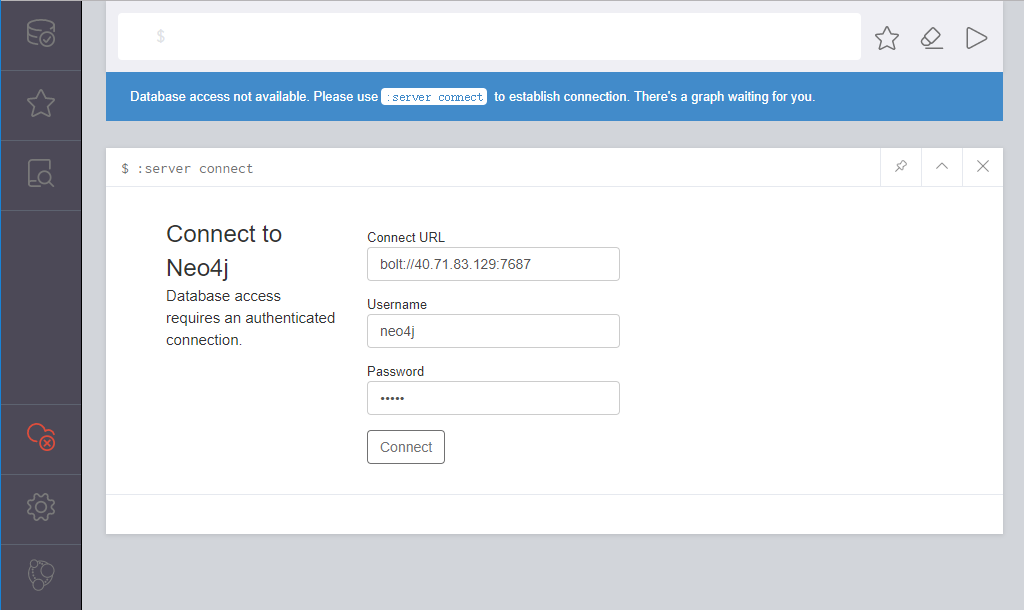 $
Database access not available. Please use :server connect to establish connection. There's a graph waiting for you.
$ :server connect
Connect to
Neo4j
Database access
requires an authenticated
connection.
Connect URL
bolt://40.71.83.129:7687
Username
neo4j
Password
•••••
Connect